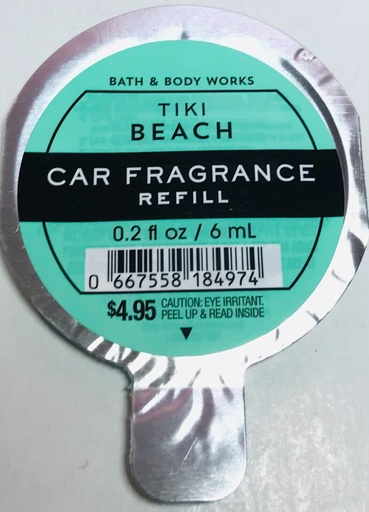 BATH & BODY WORKS
TIKI
BEACH
CAR FRAGRANCE
REFILL
0.2 fl oz / 6 mL
0 667558 184974
$4.95 CAUTION: EYE IRRITANT.
PEEL UP & READ INSIDE